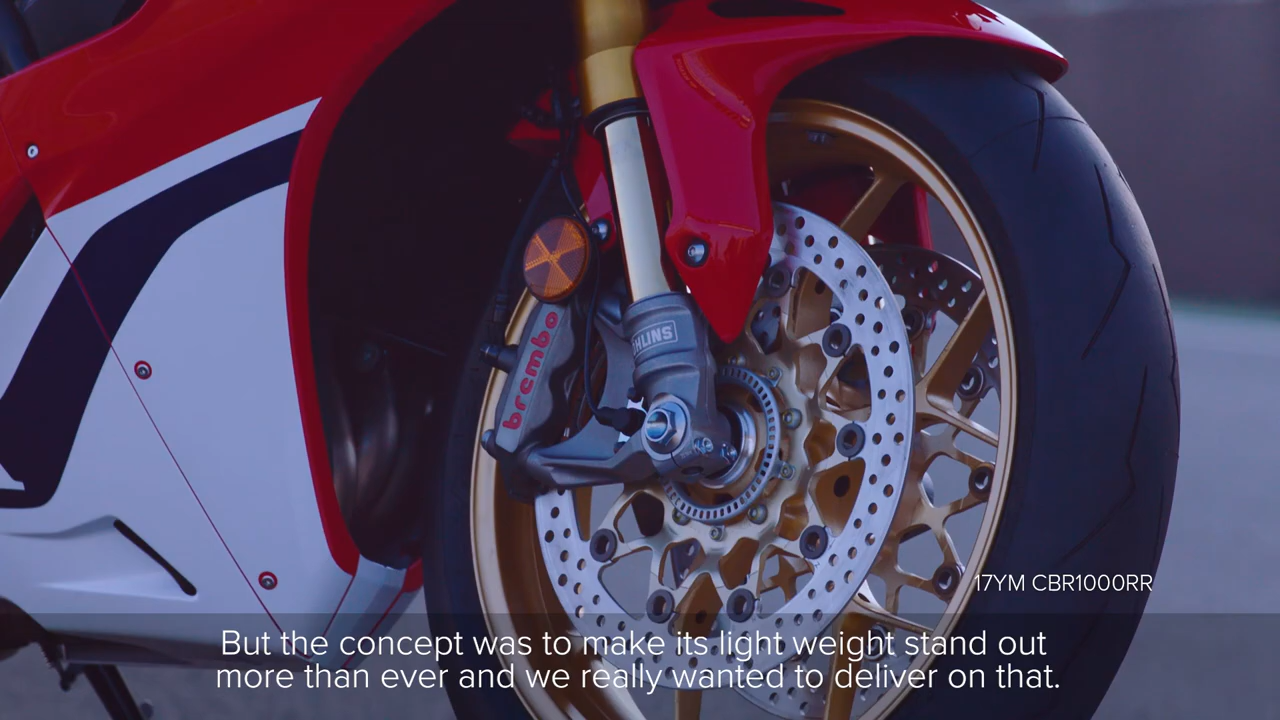 HLINS
brembo
17YM CBR1000RR
But the concept was to make its light weight stand out
more than ever and we really wanted to deliver on that.